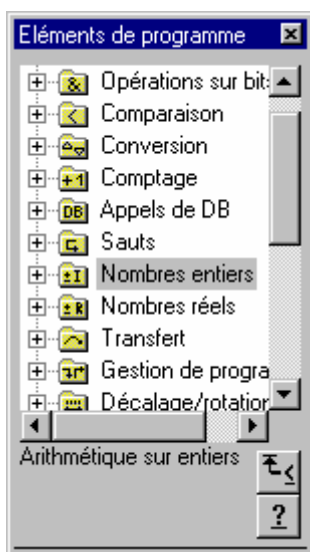 Eléments de programme
Opérations sur bit
Comparaison
Conversion
Comptage
Appels de DB
Sauts
Nombres entiers
Nombres réels
Transfert
Gestion de progra
Décalage/rotation
Arithmétique sur entiers
?